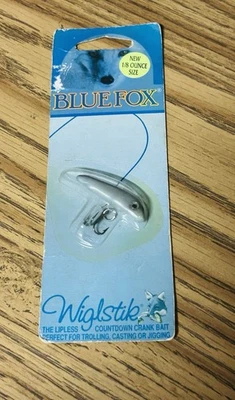 NEW
1/8 OUNCE
SIZE
BLUE FOX®
Wiglstik
THE LIPLESS COUNTDOWN CRANK BAIT
PERFECT FOR TROLLING, CASTING OR JIGGING